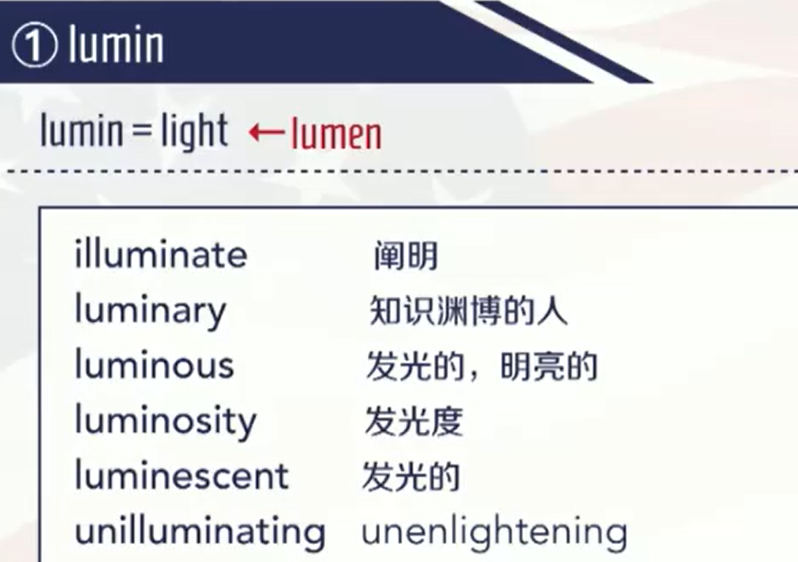 ① lumin
lumin = light ←lumen
illuminate 阐明
luminary 知识渊博的人
luminous 发光的，明亮的
luminosity 发光度
luminescent 发光的
unilluminating unenlightening